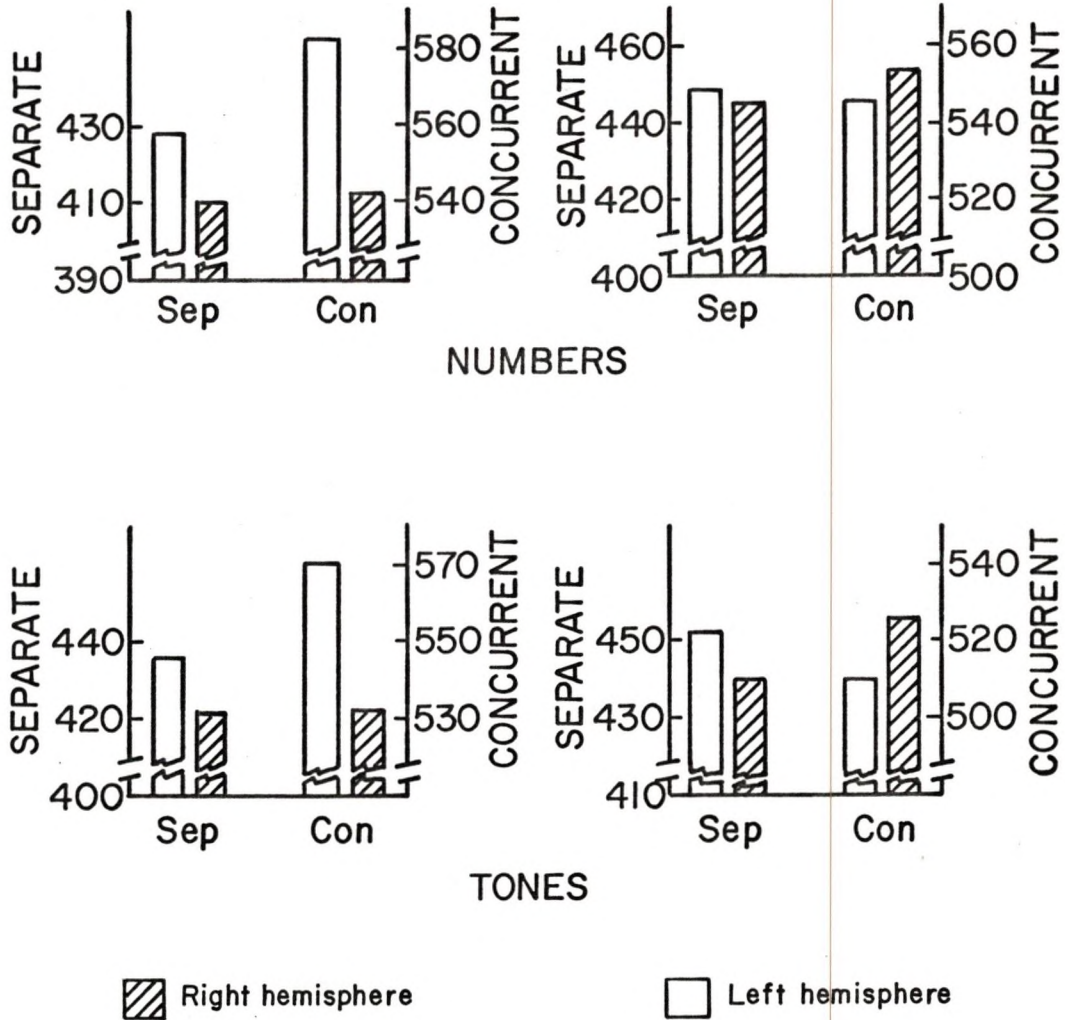 SEPARATE
430
410
390
580
560
540
CONCURRENT
Sep Con
SEPARATE
460
440
420
400
560
540
520
500
CONCURRENT
Sep Con
NUMBERS
SEPARATE
440
420
400
570
550
530
CONCURRENT
Sep Con
SEPARATE
450
430
410
540
520
500
CONCURRENT
Sep Con
TONES
Right hemisphere Left hemisphere